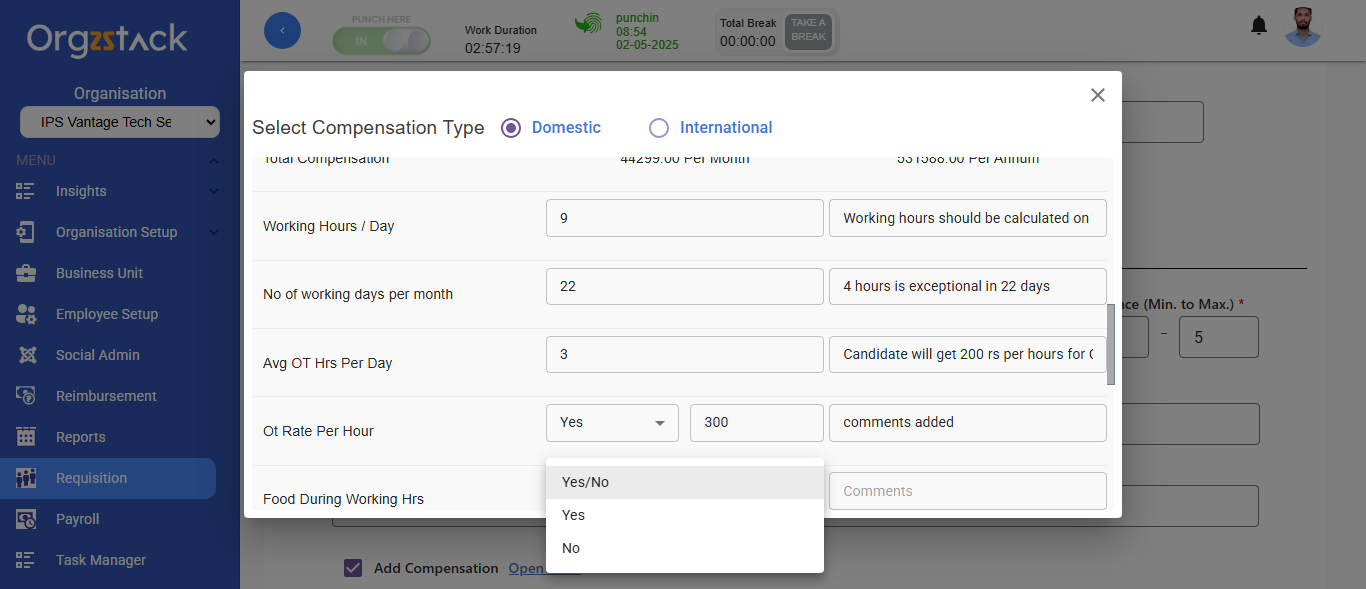 Orgzstack
PUNCH HERE
IN
Work Duration
02:57:19
punchin
08:54
02-05-2025
Total Break
00:00:00
TAKE A
BREAK
Organisation
IPS Vantage Tech Se
MENU
Insights
Organisation Setup
Business Unit
Employee Setup
Social Admin
Reimbursement
Reports
Requisition
Payroll
Task Manager
Select Compensation Type Domestic International
Total Compensation 44299.00 Per Month 531588.00 Per Annum
Working Hours / Day 9 Working hours should be calculated on
No of working days per month 22 4 hours is exceptional in 22 days
Avg OT Hrs Per Day 3 Candidate will get 200 rs per hours for
Ot Rate Per Hour Yes 300 comments added
Food During Working Hrs Comments
Yes/No
Yes
No
(Min. to Max.) *
- 5
Add Compensation Open